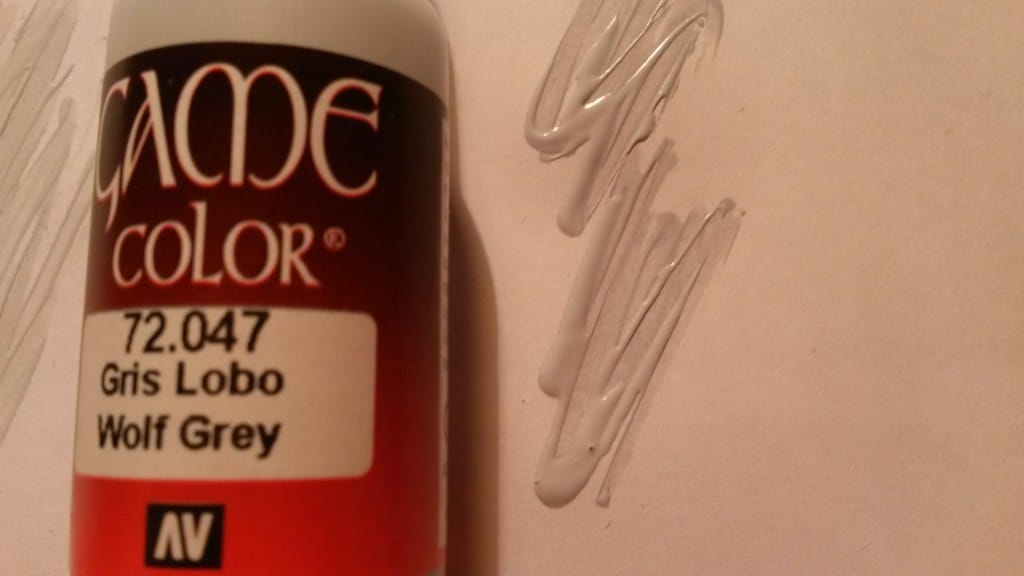 GAME
COLOR®
72.047
Gris Lobo
Wolf Grey
AV